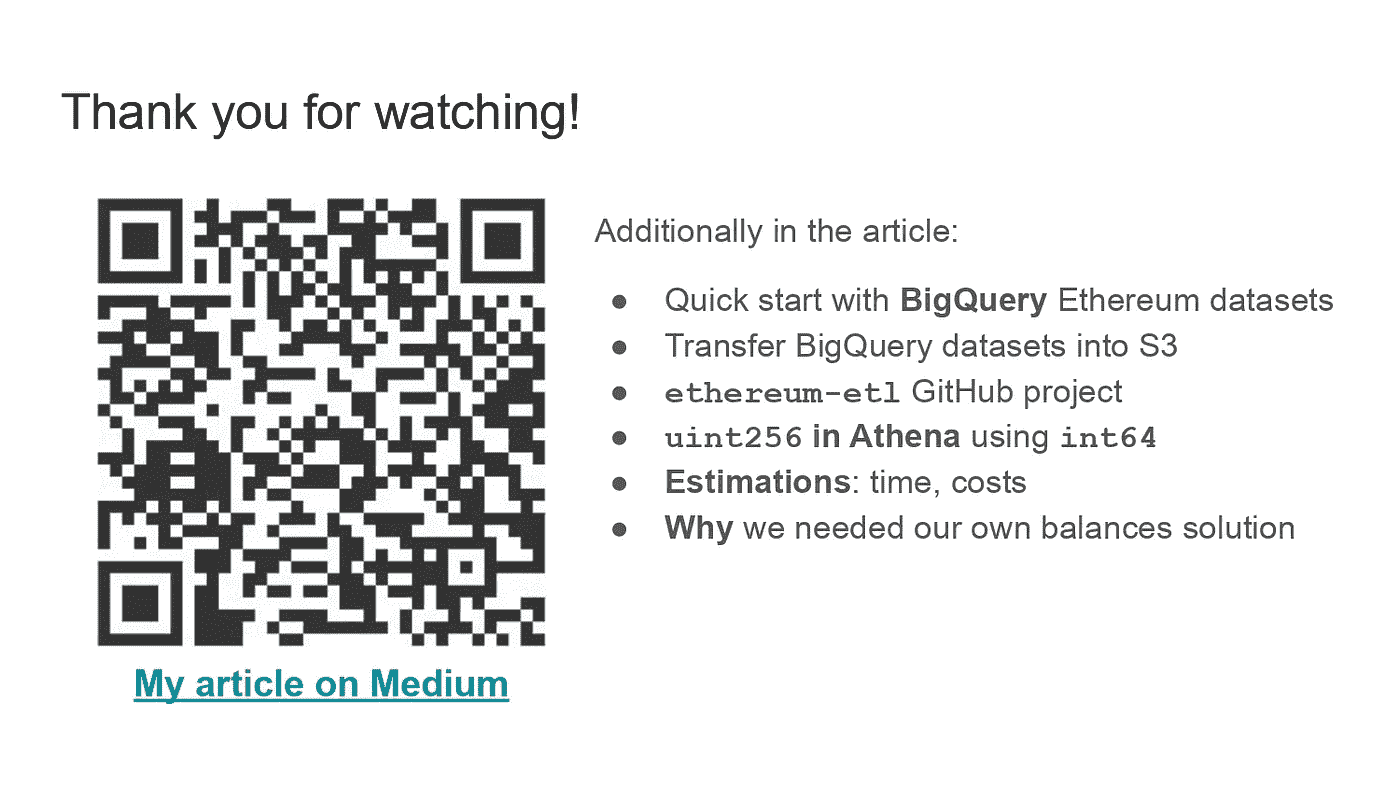 Thank you for watching!
Additionally in the article:
● Quick start with BigQuery Ethereum datasets
● Transfer BigQuery datasets into S3
● ethereum-etl GitHub project
● uint256 in Athena using int64
● Estimations: time, costs
● Why we needed our own balances solution
My article on Medium